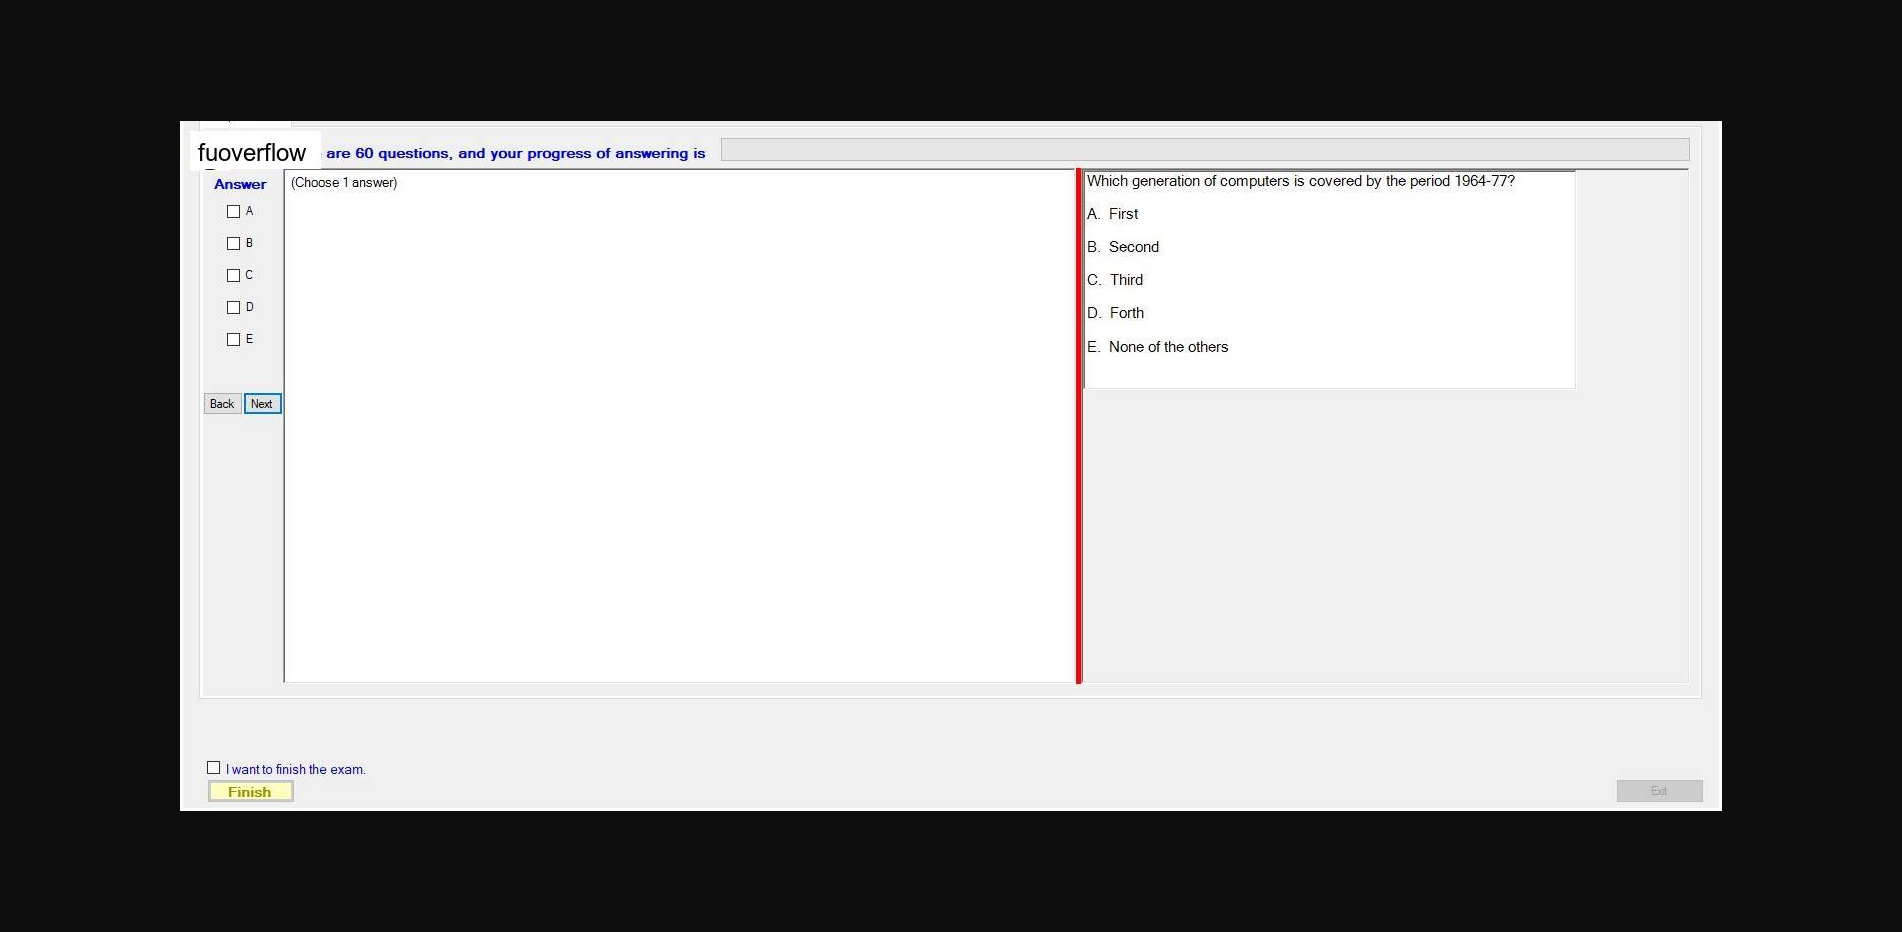 fuoverflow are 60 questions, and your progress of answering is
Answer
(Choose 1 answer)
A
B
C
D
E
Back Next
Which generation of computers is covered by the period 1964-77?
A. First
B. Second
C. Third
D. Forth
E. None of the others
I want to finish the exam.
Finish
Exit